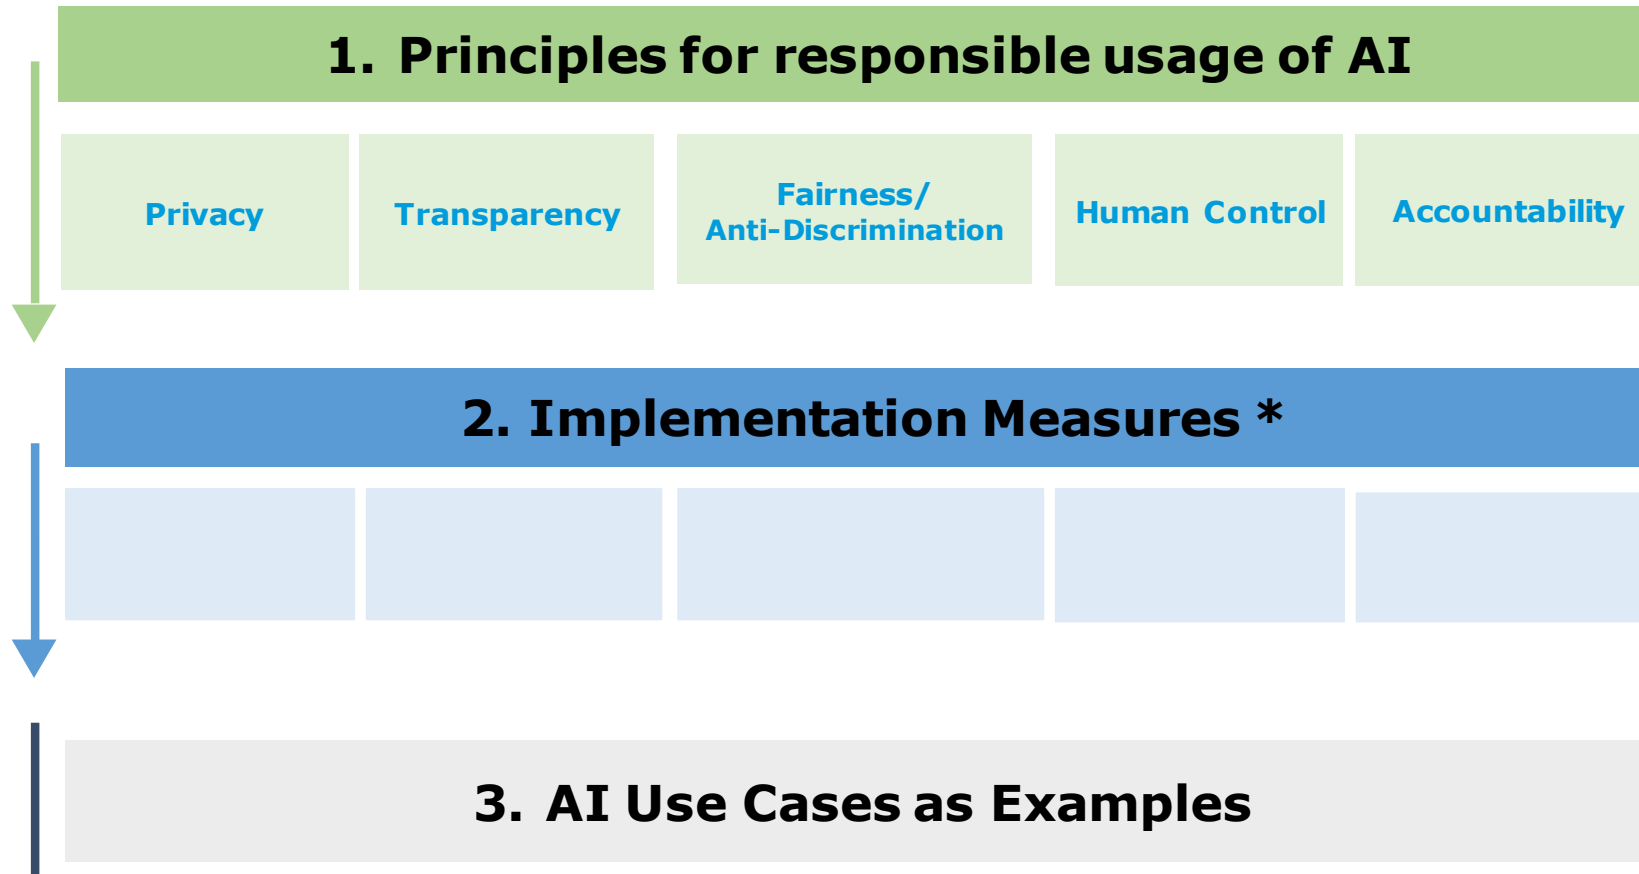 1. Principles for responsible usage of AI
Privacy
Transparency
Fairness/
Anti-Discrimination
Human Control
Accountability
2. Implementation Measures *
3. AI Use Cases as Examples